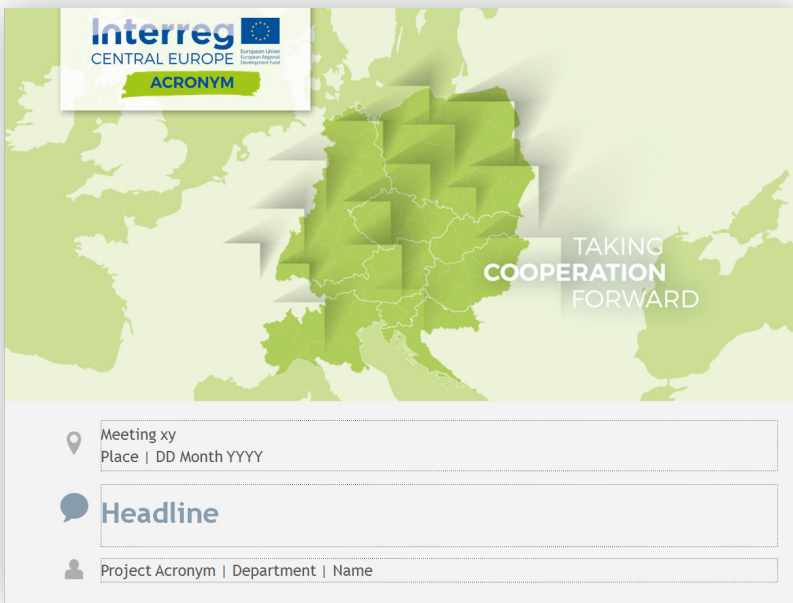 Interreg
CENTRAL EUROPE
European Union
European Regional
Development Fund
ACRONYM
TAKING
COOPERATION
FORWARD
Meeting xy
Place | DD Month YYYY
Headline
Project Acronym | Department | Name